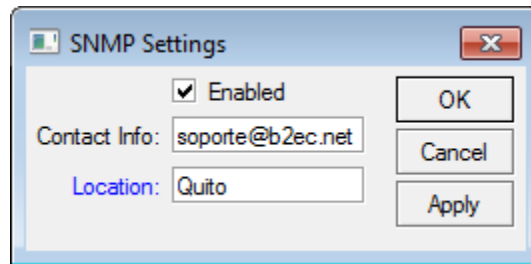 SNMP Settings
Enabled
OK
Contact Info: soporte@b2ec.net
Cancel
Location: Quito
Apply